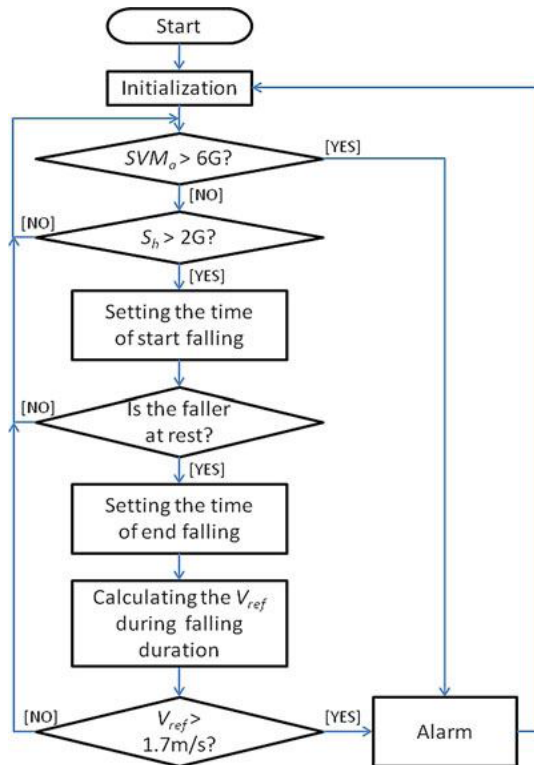 Start
Initialization
SVMₐ > 6G?
[YES]
[NO]
[NO]
Sₕ > 2G?
[YES]
Setting the time
of start falling
[NO]
Is the faller
at rest?
[YES]
Setting the time
of end falling
Calculating the V_ref
during falling
duration
[NO]
V_ref >
1.7m/s?
[YES]
Alarm